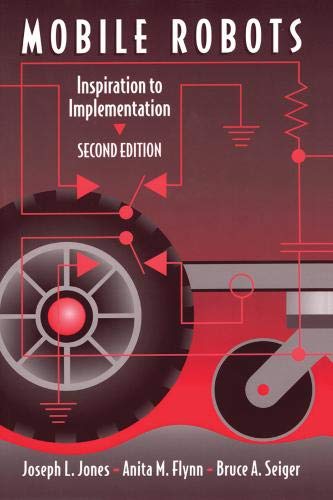 MOBILE ROBOTS
Inspiration to
Implementation
SECOND EDITION
Joseph L. Jones – Anita M. Flynn – Bruce A. Seiger